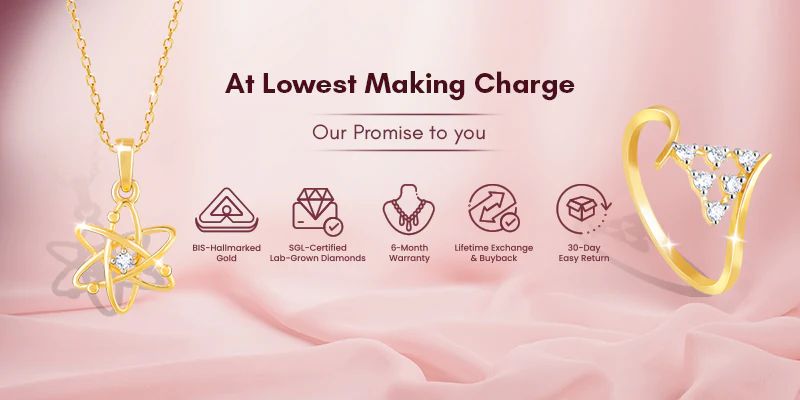 At Lowest Making Charge
Our Promise to you
BIS-Hallmarked
Gold
SGL-Certified
Lab-Grown Diamonds
6-Month
Warranty
Lifetime Exchange
& Buyback
30-Day
Easy Return